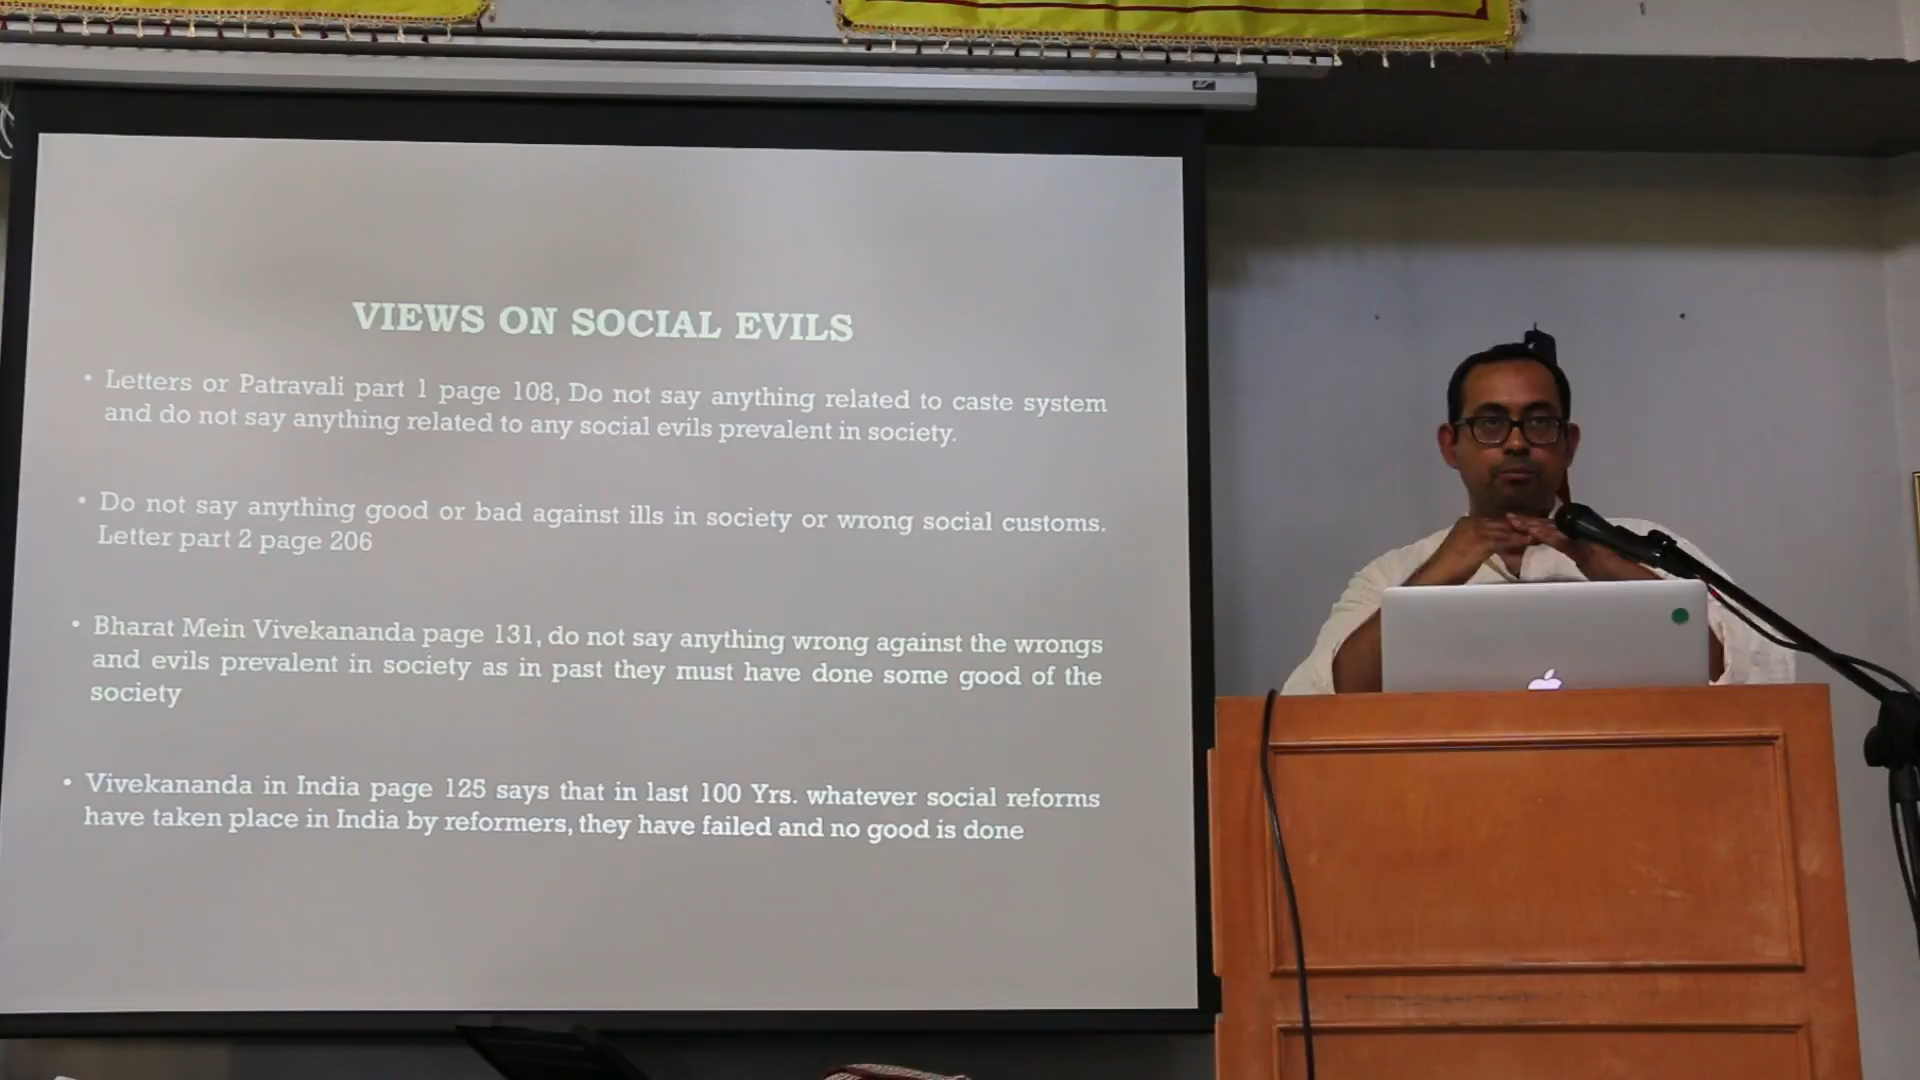 VIEWS ON SOCIAL EVILS
• Letters or Patravali part 1 page 108, Do not say anything related to caste system
and do not say anything related to any social evils prevalent in society.
• Do not say anything good or bad against ills in society or wrong social customs.
Letter part 2 page 206
• Bharat Mein Vivekananda page 131, do not say anything wrong against the wrongs
and evils prevalent in society as in past they must have done some good of the
society
• Vivekananda in India page 125 says that in last 100 Yrs. whatever social reforms
have taken place in India by reformers, they have failed and no good is done